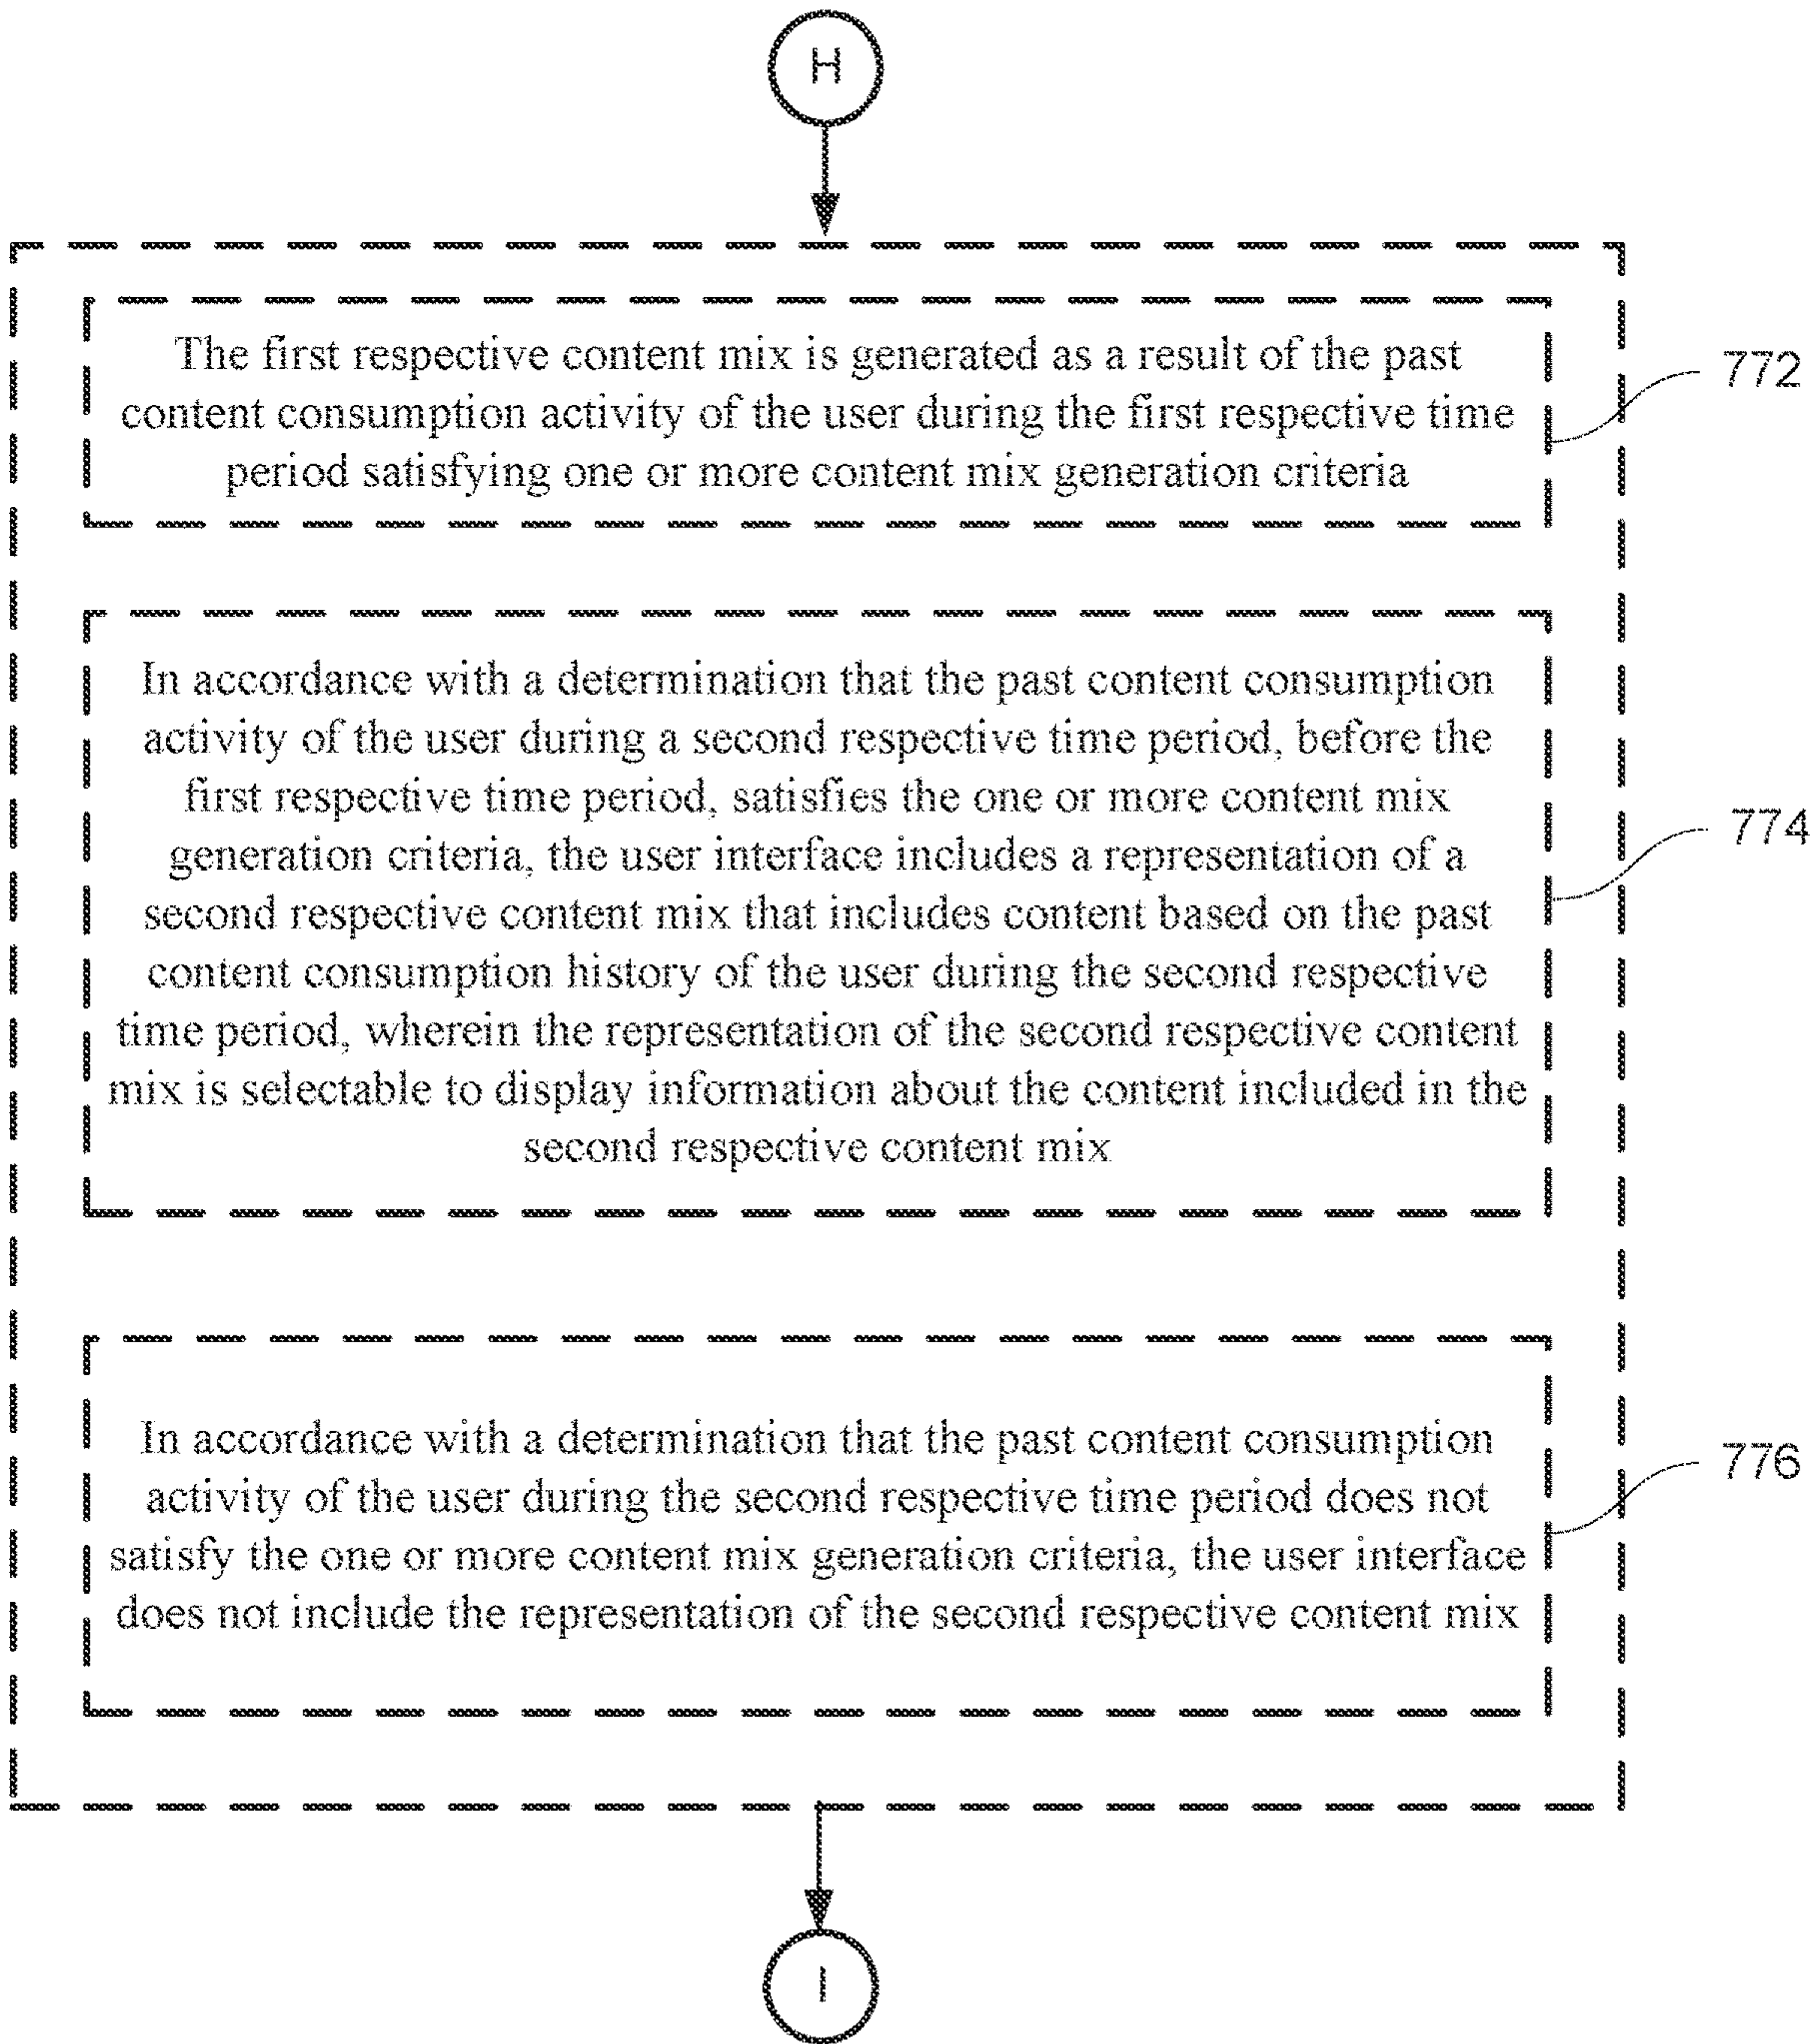 H
The first respective content mix is generated as a result of the past
content consumption activity of the user during the first respective time
period satisfying one or more content mix generation criteria
772
In accordance with a determination that the past content consumption
activity of the user during a second respective time period, before the
first respective time period, satisfies the one or more content mix
generation criteria, the user interface includes a representation of a
second respective content mix that includes content based on the past
content consumption history of the user during the second respective
time period, wherein the representation of the second respective content
mix is selectable to display information about the content included in the
second respective content mix
774
In accordance with a determination that the past content consumption
activity of the user during the second respective time period does not
satisfy the one or more content mix generation criteria, the user interface
does not include the representation of the second respective content mix
776
I